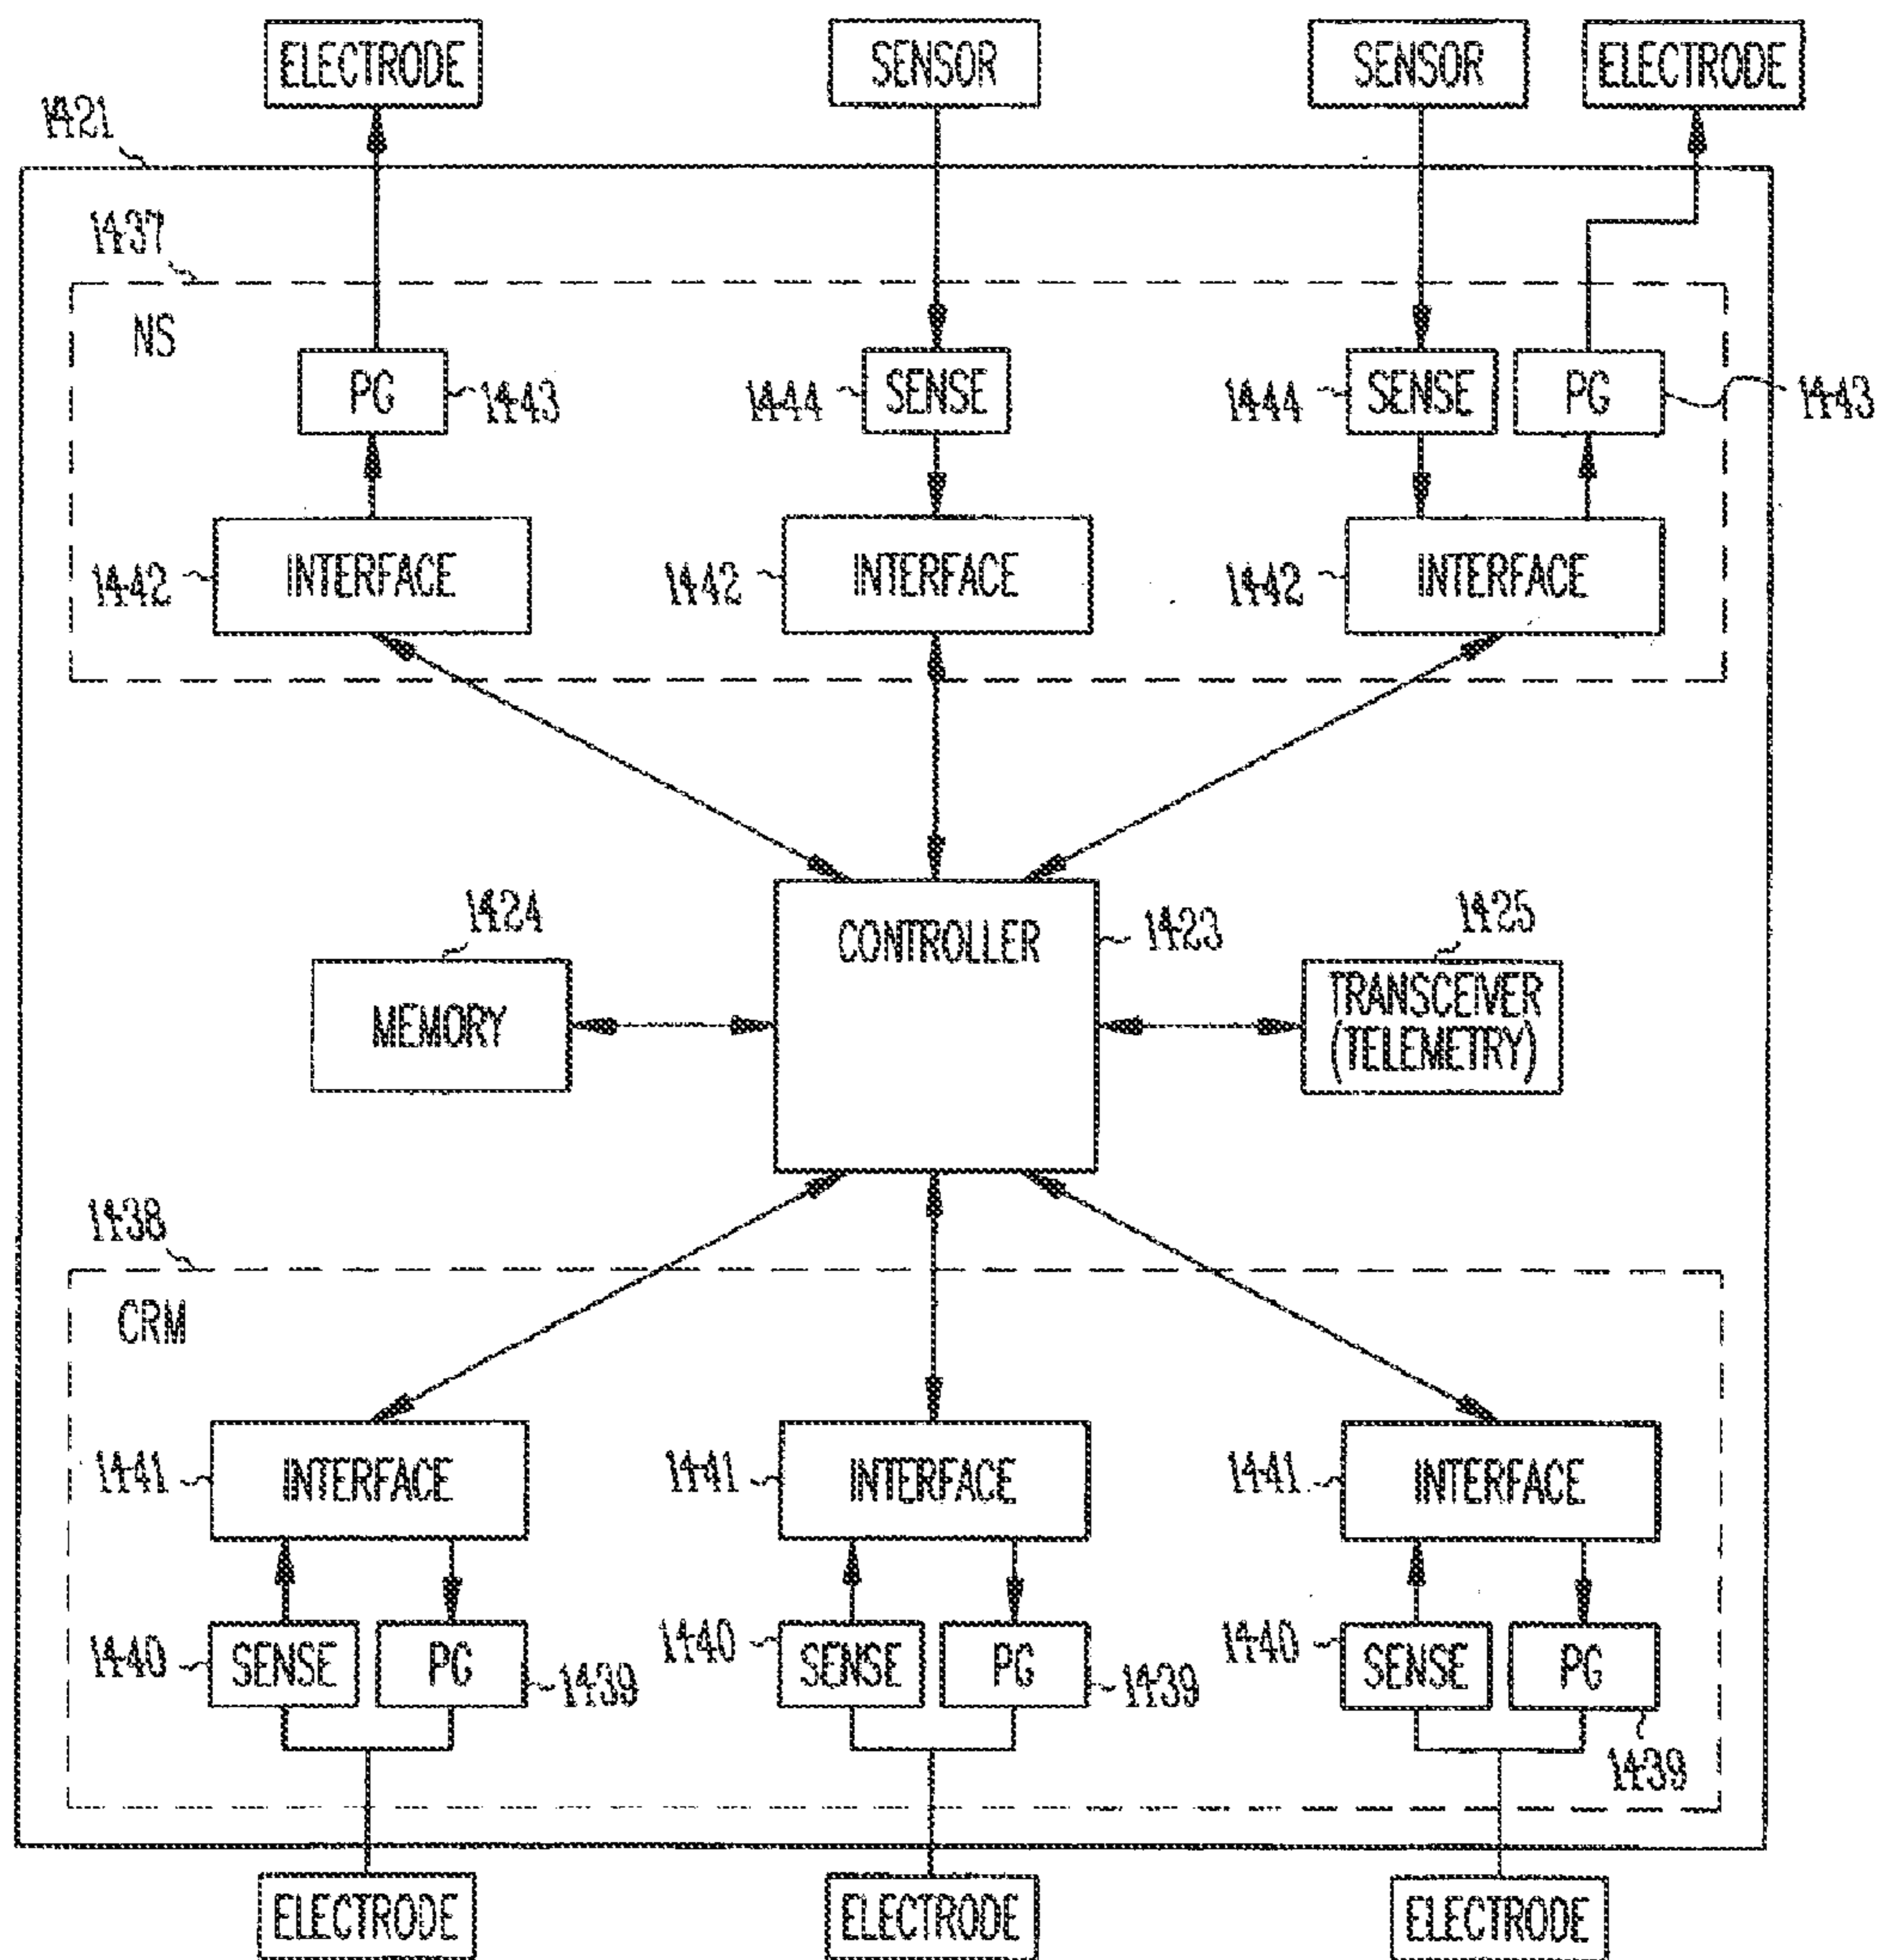 ELECTRODE
SENSOR
SENSOR
ELECTRODE
1421
1437
NS
PG
1443
1444
SENSE
1444
SENSE
PG
1443
1442
INTERFACE
1442
INTERFACE
1442
INTERFACE
1424
MEMORY
CONTROLLER
1423
1425
TRANSCEIVER
(TELEMETRY)
1438
CRM
1441
INTERFACE
1441
INTERFACE
1441
INTERFACE
1440
SENSE
PG
1439
1440
SENSE
PG
1439
1440
SENSE
PG
1439
ELECTRODE
ELECTRODE
ELECTRODE